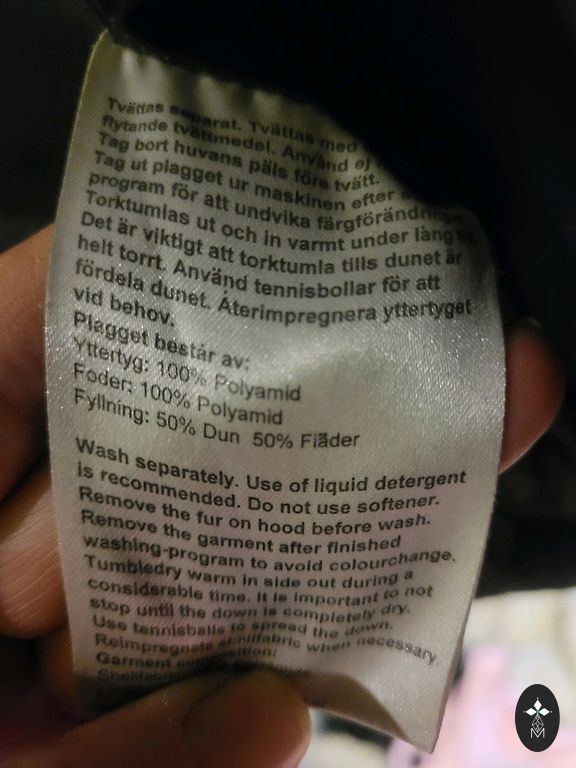 Tvättas separat. Tvättas med
flytande tvättmedel. Använd ej
Tag bort huvans päls före tvätt.
Tag ut plagget ur maskinen efter
program för att undvika färgförändringar.
Torktumlas ut och in varmt under lång tid.
Det är viktigt att torktumla tills dunet är
helt torrt. Använd tennisbollar för att
fördela dunet. Återimpregnera yttertyget
vid behov.
Plagget består av:
Yttertyg: 100% Polyamid
Foder: 100% Polyamid
Fyllning: 50% Dun 50% Fjäder
Wash separately. Use of liquid detergent
is recommended. Do not use softener.
Remove the fur on hood before wash.
Remove the garment after finished
washing-program to avoid colourchange.
Tumbledry warm in side out during a
considerable time. It is important to not
stop until the down is completely dry.
Use tennisballs to spread the down.
Reimpregnate shellfabric when necessary.
Garment composition:
M